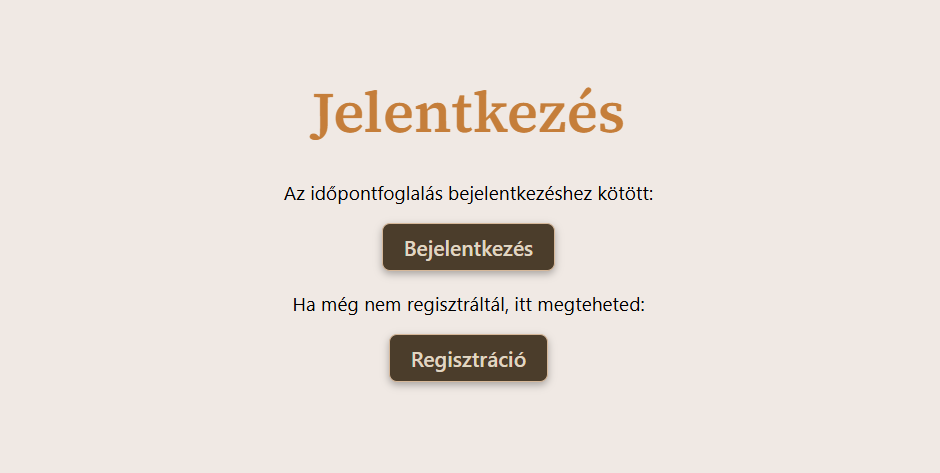 Jelentkezés
Az időpontfoglalás bejelentkezéshez kötött:
Bejelentkezés
Ha még nem regisztráltál, itt megteheted:
Regisztráció